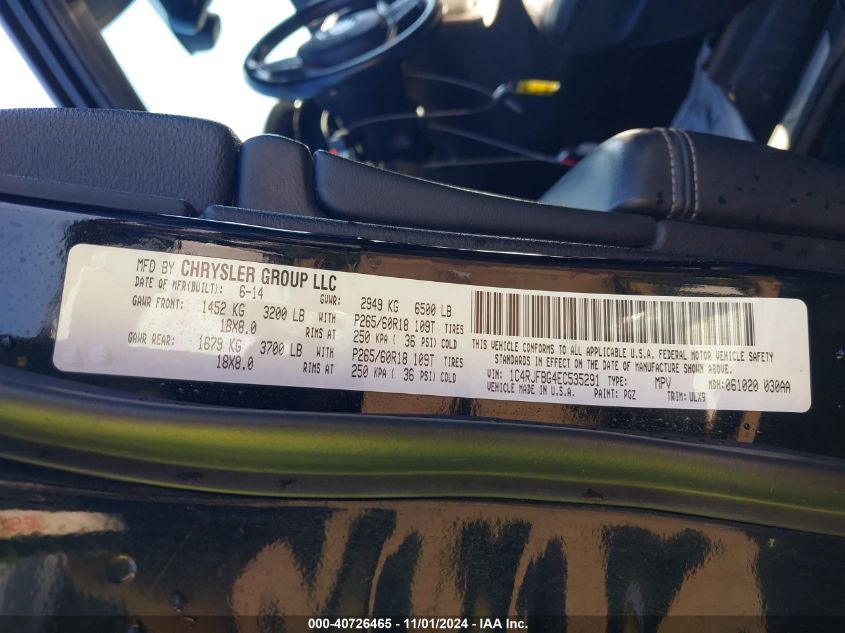 MFD BY CHRYSLER GROUP LLC
DATE OF MFR(BUILT): 6-14 GVWR: 2949 KG 6500 LB
GAWR FRONT: 1452 KG 3200 LB WITH P265/60R18 109T TIRES
18X8.0 RIMS AT 250 KPA ( 36 PSI) COLD
GAWR REAR: 1679 KG 3700 LB WITH P265/60R18 109T TIRES
18X8.0 RIMS AT 250 KPA ( 36 PSI) COLD
THIS VEHICLE CONFORMS TO ALL APPLICABLE U.S.A. FEDERAL MOTOR VEHICLE SAFETY
STANDARDS IN EFFECT ON THE DATE OF MANUFACTURE SHOWN ABOVE.
VIN: 1C4RJFBG4EC535291 TYPE: MPV MDH: 061020 030AA
VEHICLE MADE IN U.S.A. PAINT: PGZ TRIM: ULX9
000-40726465 - 11/01/2024 - IAA Inc.